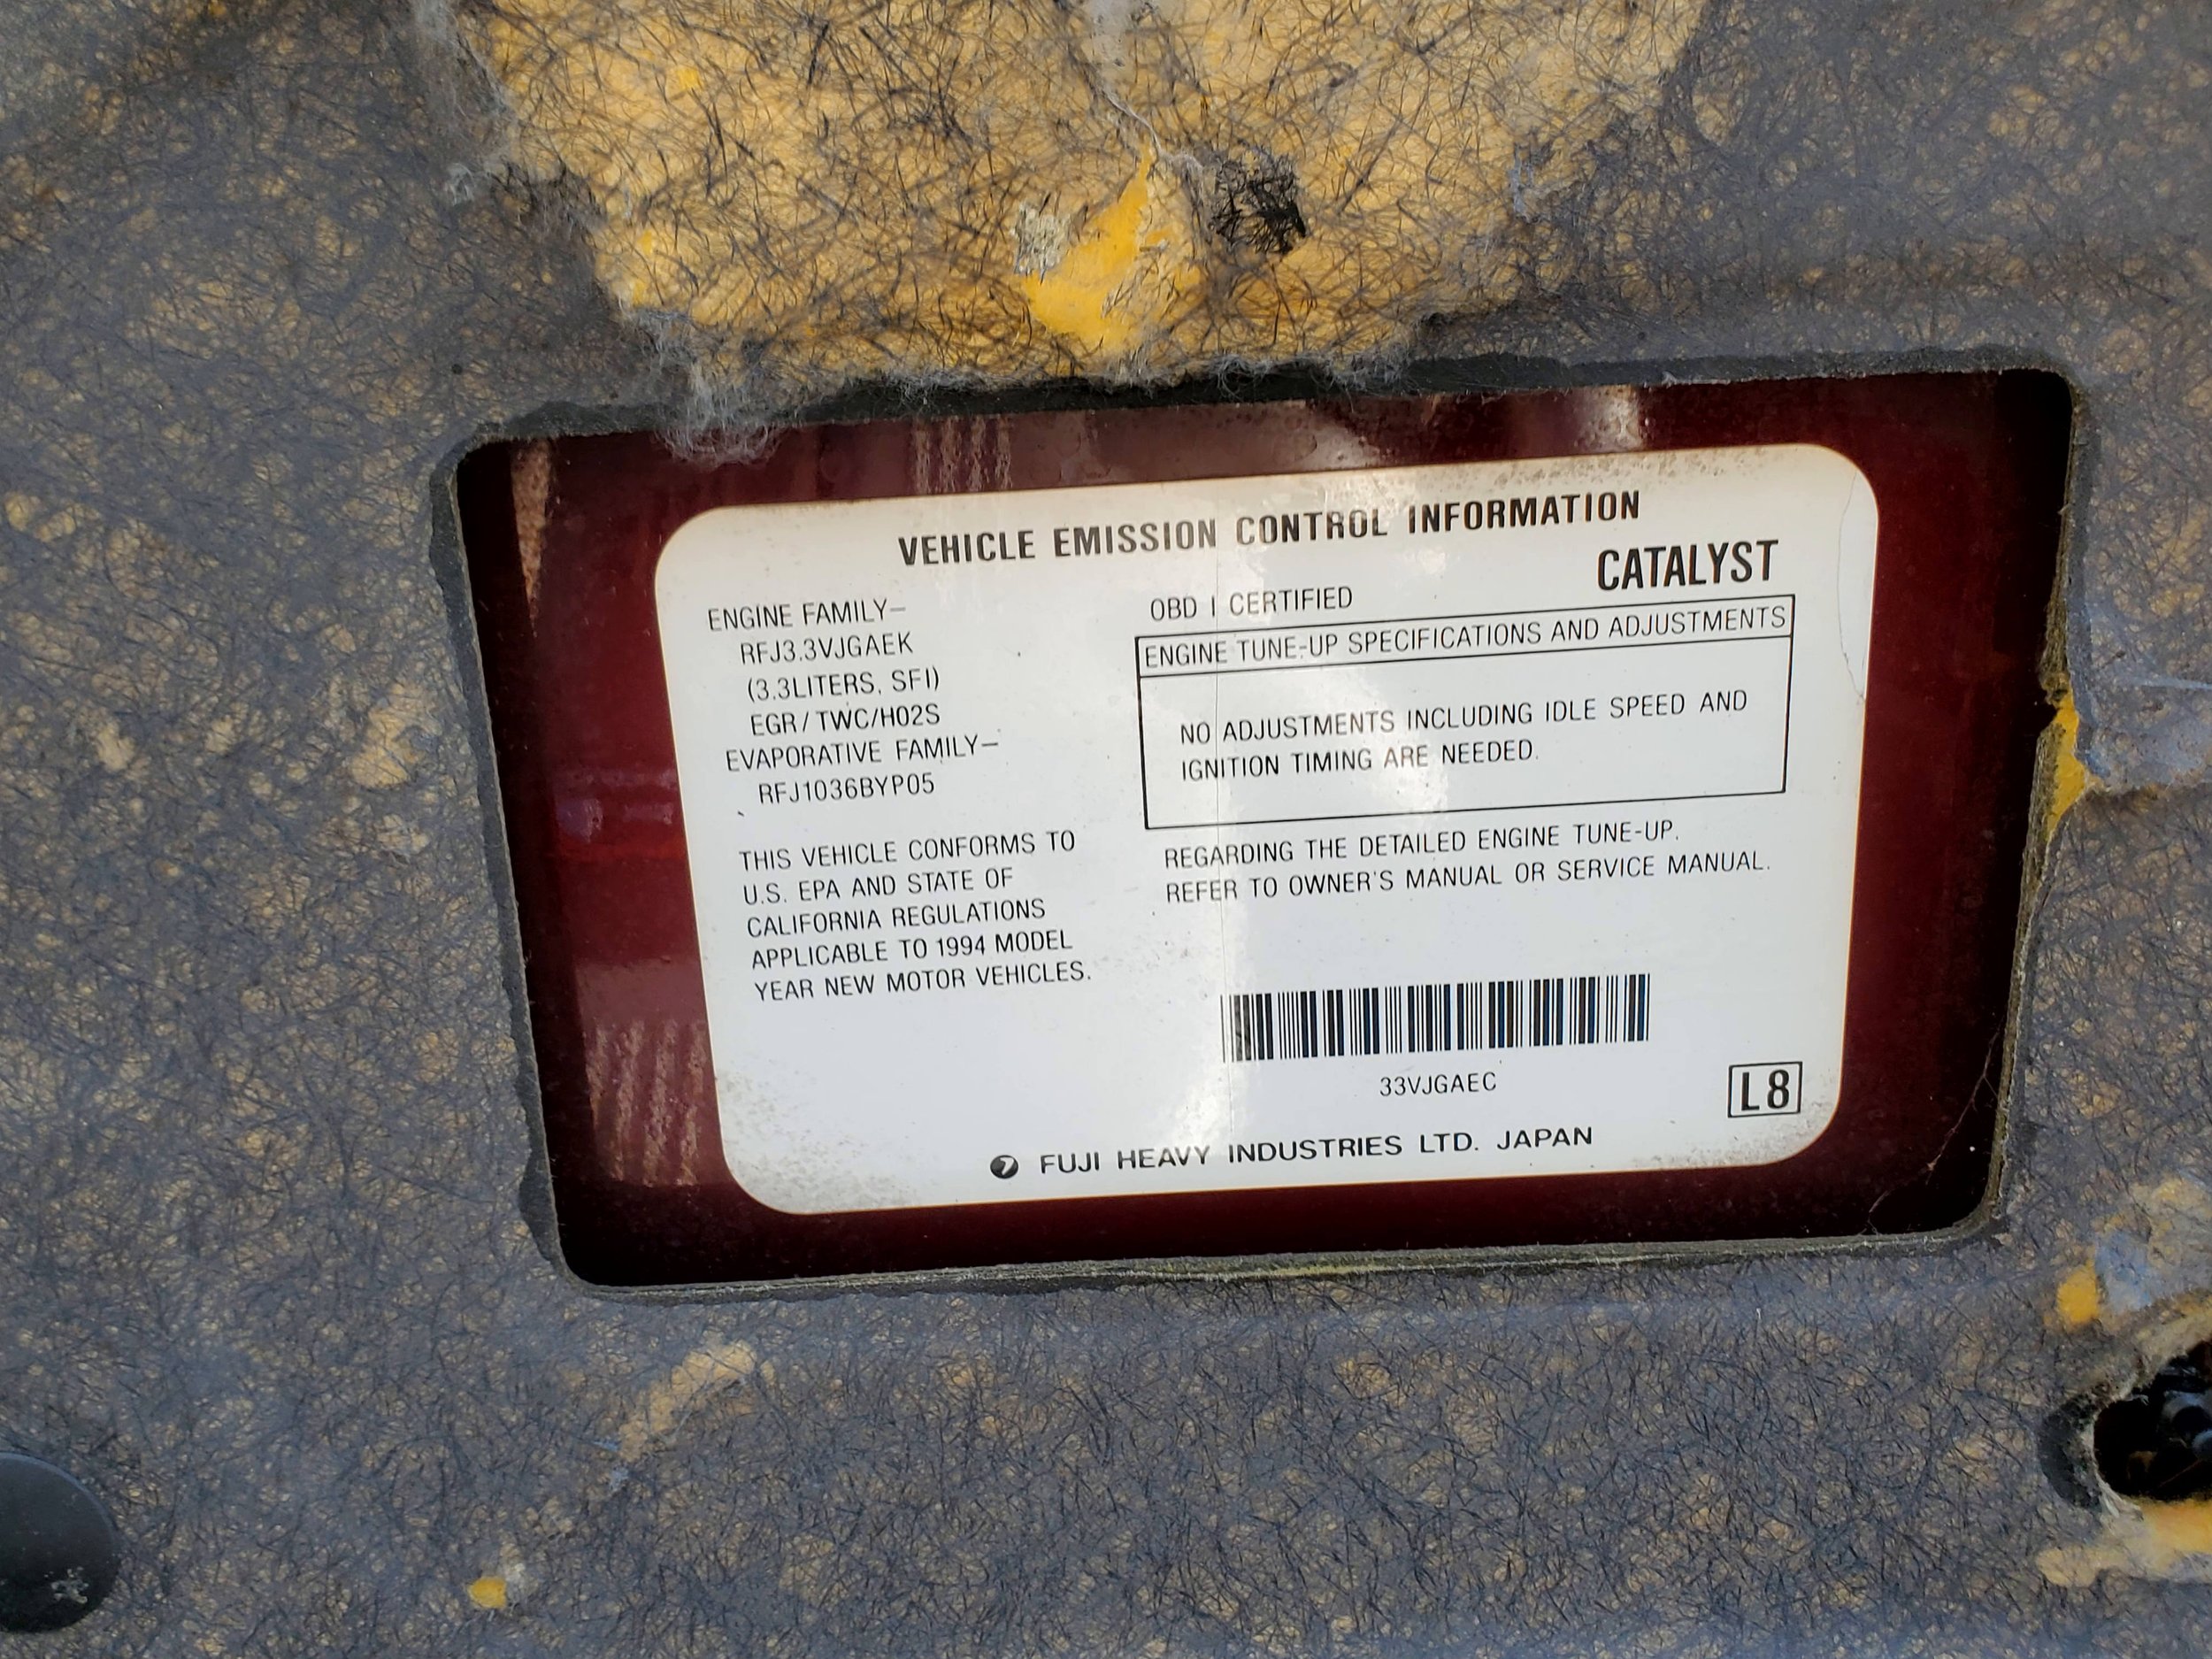 VEHICLE EMISSION CONTROL INFORMATION
CATALYST
ENGINE FAMILY–
RFJ3.3VJGAEK
(3.3LITERS, SFI)
EGR/TWC/HO2S
EVAPORATIVE FAMILY–
RFJ1036BYP05
THIS VEHICLE CONFORMS TO
U.S. EPA AND STATE OF
CALIFORNIA REGULATIONS
APPLICABLE TO 1994 MODEL
YEAR NEW MOTOR VEHICLES.
OBD I CERTIFIED
ENGINE TUNE-UP SPECIFICATIONS AND ADJUSTMENTS
NO ADJUSTMENTS INCLUDING IDLE SPEED AND
IGNITION TIMING ARE NEEDED.
REGARDING THE DETAILED ENGINE TUNE-UP.
REFER TO OWNER'S MANUAL OR SERVICE MANUAL.
33VJGAEC
L8
FUJI HEAVY INDUSTRIES LTD. JAPAN